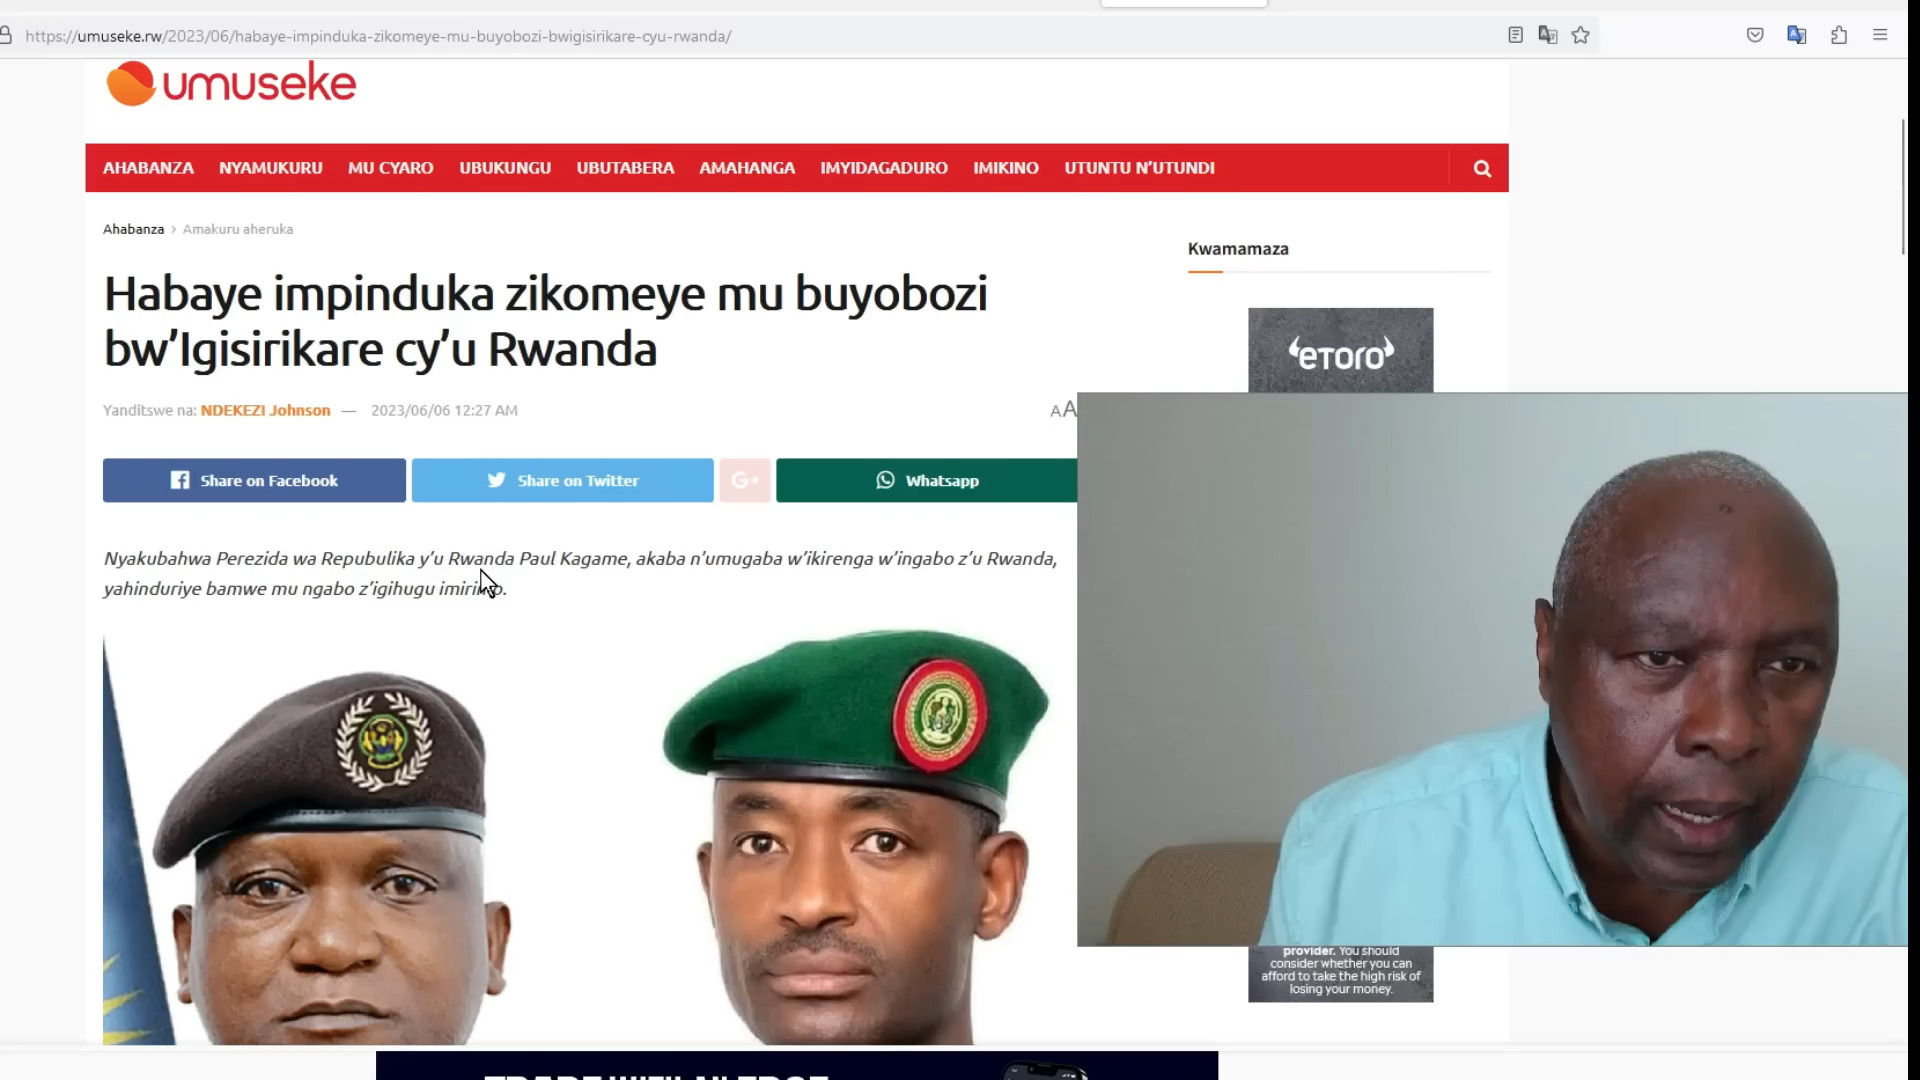 https://umuseke.rw/2023/06/habaye-impinduka-zikomeye-mu-buyobozi-bwigisirikare-cyu-rwanda/
umuseke
AHABANZA NYAMUKURU MU CYARO UBUKUNGU UBUTABERA AMAHANGA IMYIDAGADURO IMIKINO UTUNTU N’UTUNDI
Ahabanza > Amakuru aheruka
Habaye impinduka zikomeye mu buyobozi
bw’Igisirikare cy’u Rwanda
Yanditswe na: NDEKEZI Johnson — 2023/06/06 12:27 AM
AA
Share on Facebook
Share on Twitter
G+
Whatsapp
Nyakubahwa Perezida wa Repubulika y’u Rwanda Paul Kagame, akaba n’umugaba w’ikirenga w’ingabo z’u Rwanda,
yahinduriye bamwe mu ngabo z’igihugu
Kwamamaza
eToro
provider. You should
consider whether you can
afford to take the high risk of
losing your money.